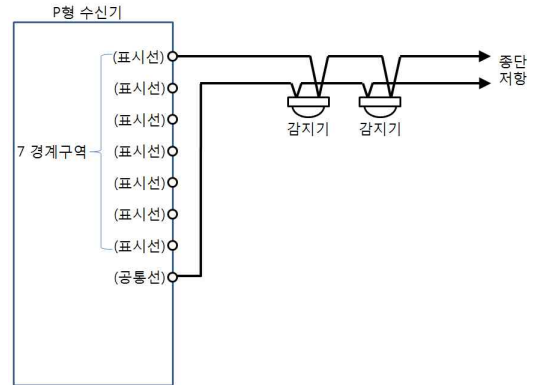 P형 수신기
(표시선)
(표시선)
(표시선)
7 경계구역
(표시선)
(표시선)
(표시선)
(표시선)
(공통선)
감지기
감지기
종단
저항